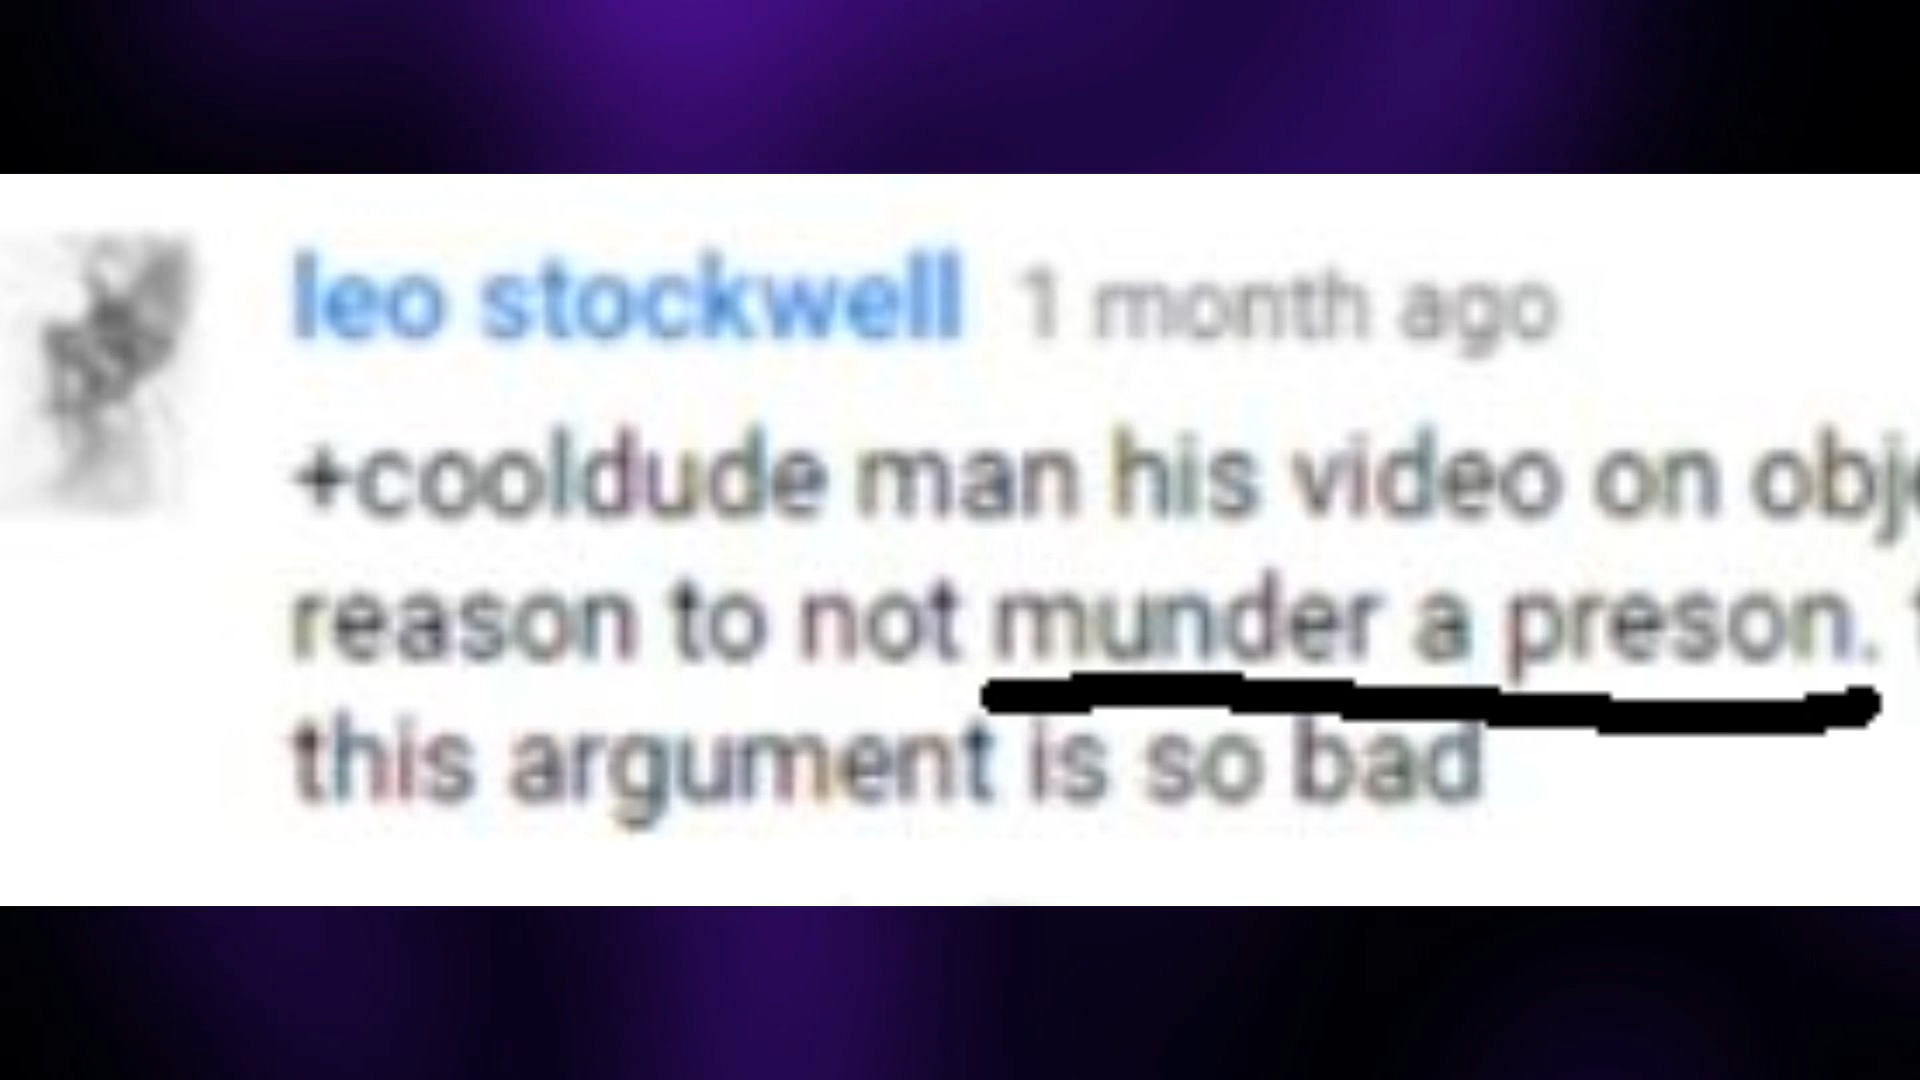 leo stockwell 1 month ago
+cooldude man his video on obje
reason to not munder a preson.
this argument is so bad